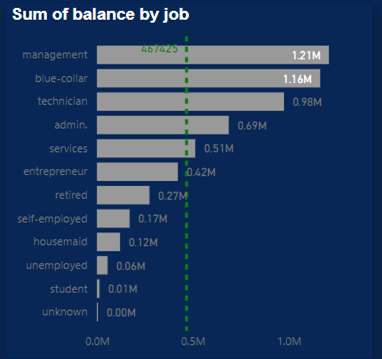 Sum of balance by job
467425
management 1.21M
blue-collar 1.16M
technician 0.98M
admin. 0.69M
services 0.51M
entrepreneur 0.42M
retired 0.27M
self-employed 0.17M
housemaid 0.12M
unemployed 0.06M
student 0.01M
unknown 0.00M
0.0M 0.5M 1.0M